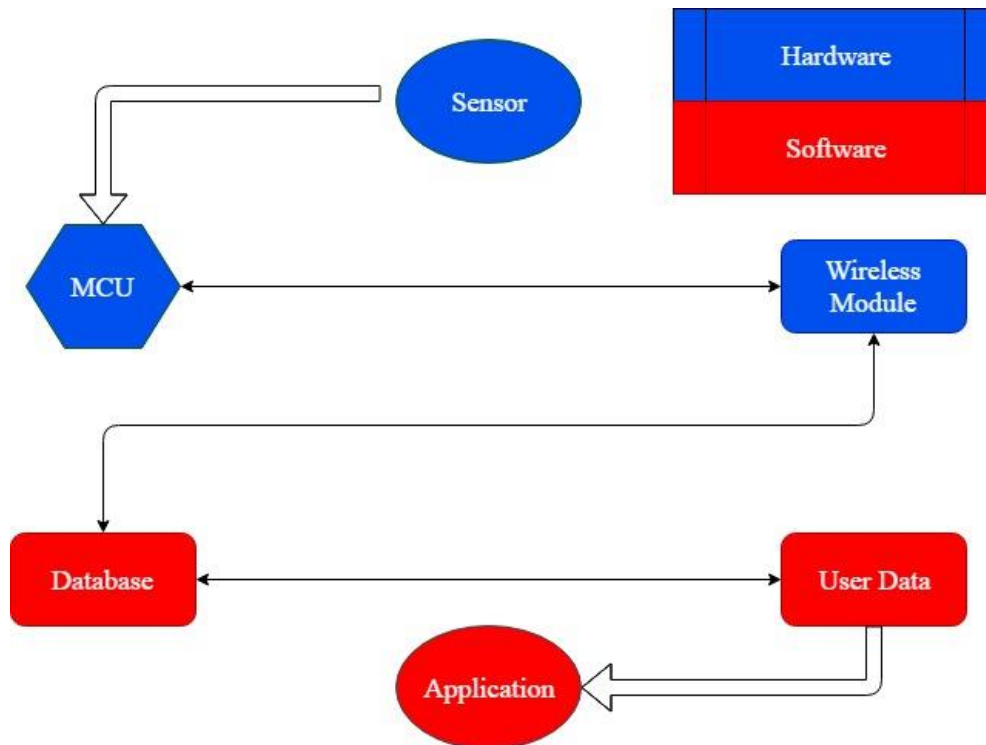 Sensor
Hardware
Software
MCU
Wireless
Module
Database
User Data
Application